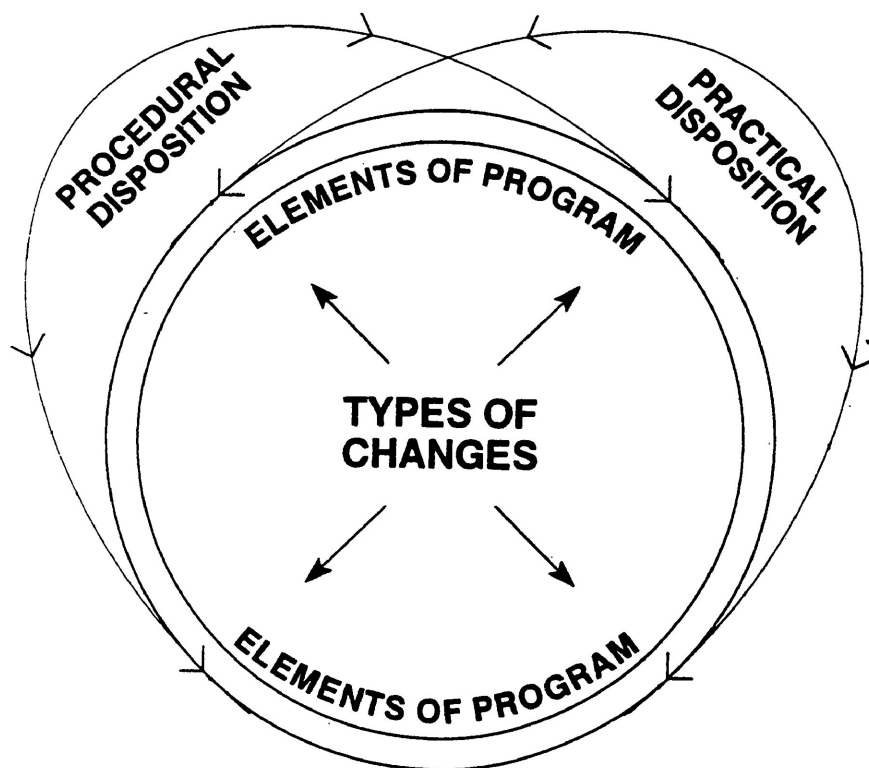 PROCEDURAL
DISPOSITION
PRACTICAL
DISPOSITION
ELEMENTS OF PROGRAM
TYPES OF
CHANGES
ELEMENTS OF PROGRAM